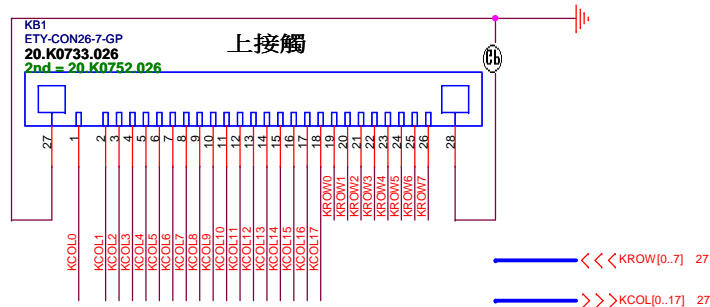 KB1
ETY-CON26-7-GP
20.K0733.026
2nd = 20.K0752.026
上接觸
27
1
2
3
4
5
6
7
8
9
10
11
12
13
14
15
16
17
18
19
20
21
22
23
24
25
26
28
KCOL0
KCOL1
KCOL2
KCOL3
KCOL4
KCOL5
KCOL6
KCOL7
KCOL8
KCOL9
KCOL10
KCOL11
KCOL12
KCOL13
KCOL14
KCOL15
KCOL16
KCOL17
KROW0
KROW1
KROW2
KROW3
KROW4
KROW5
KROW6
KROW7
KROW[0..7] 27
KCOL[0..17] 27